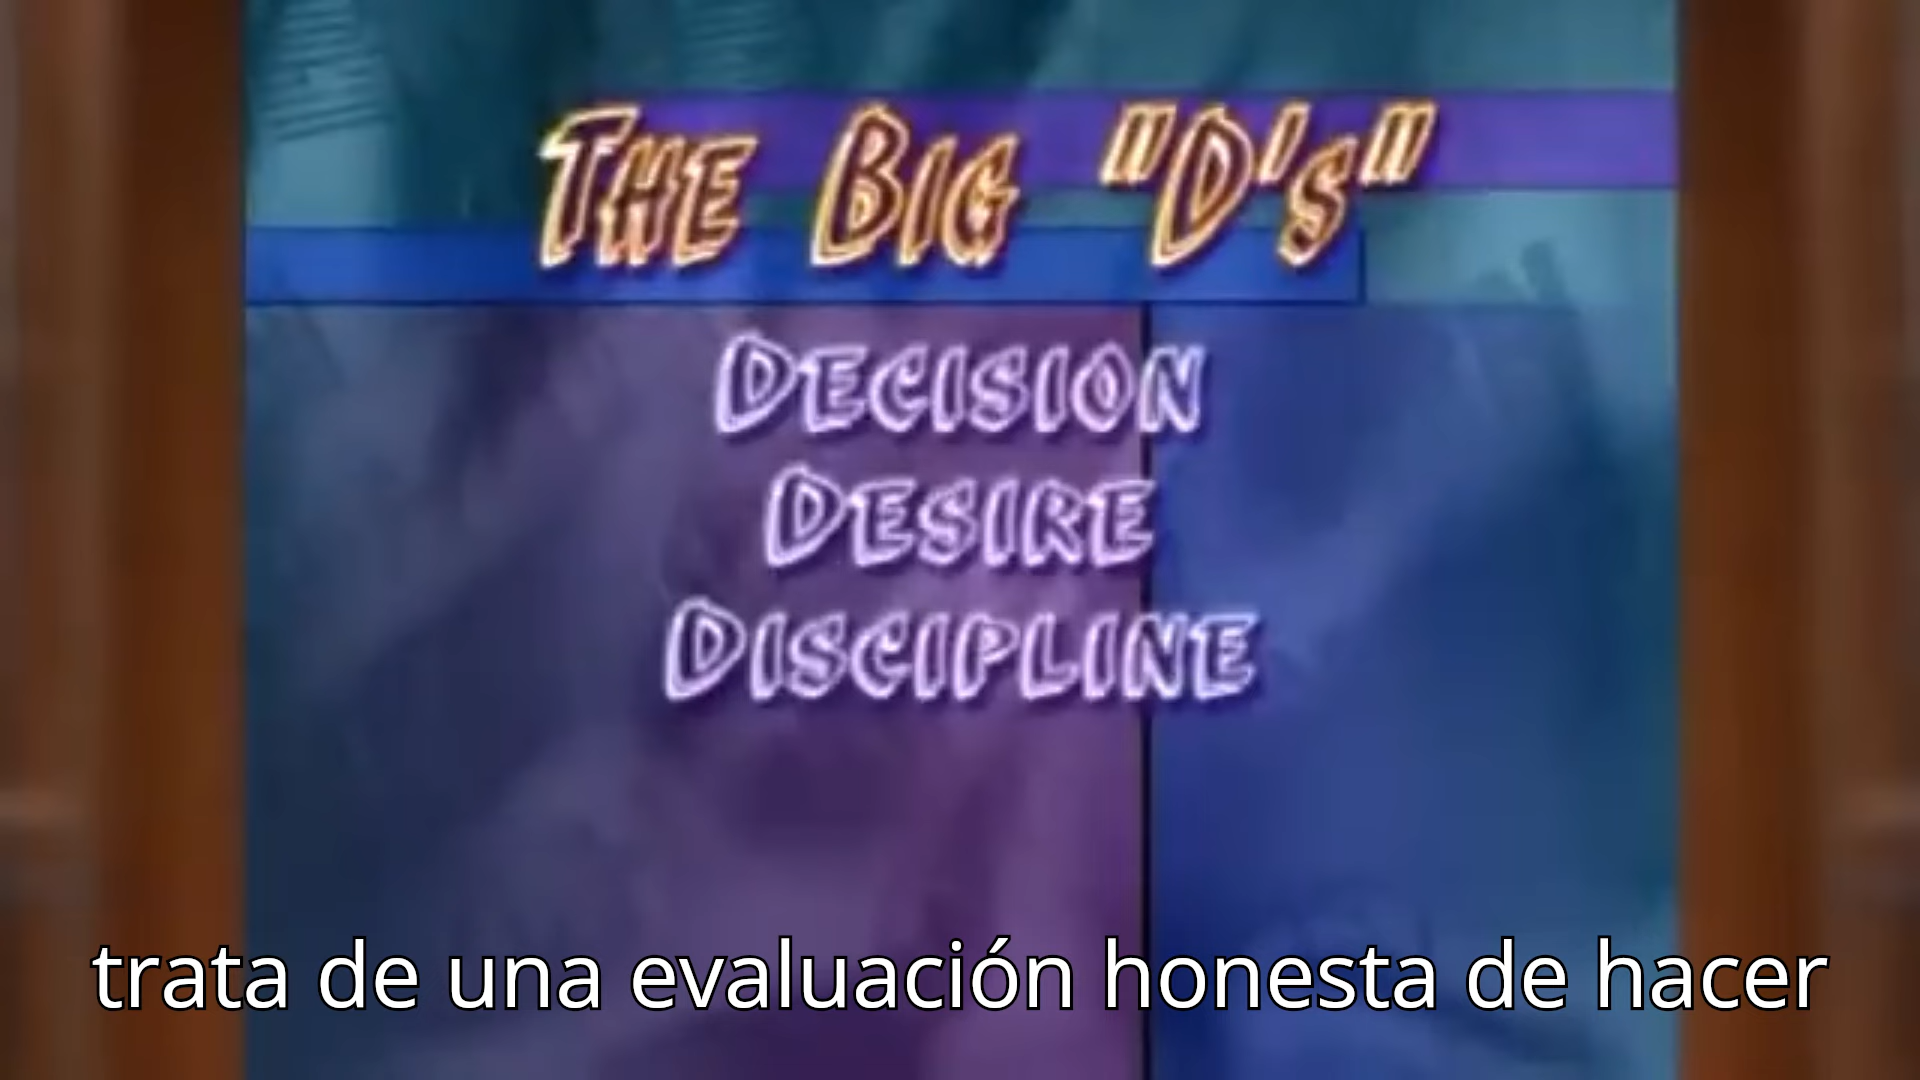 The Big "D's"
Decision
Desire
Discipline
trata de una evaluación honesta de hacer